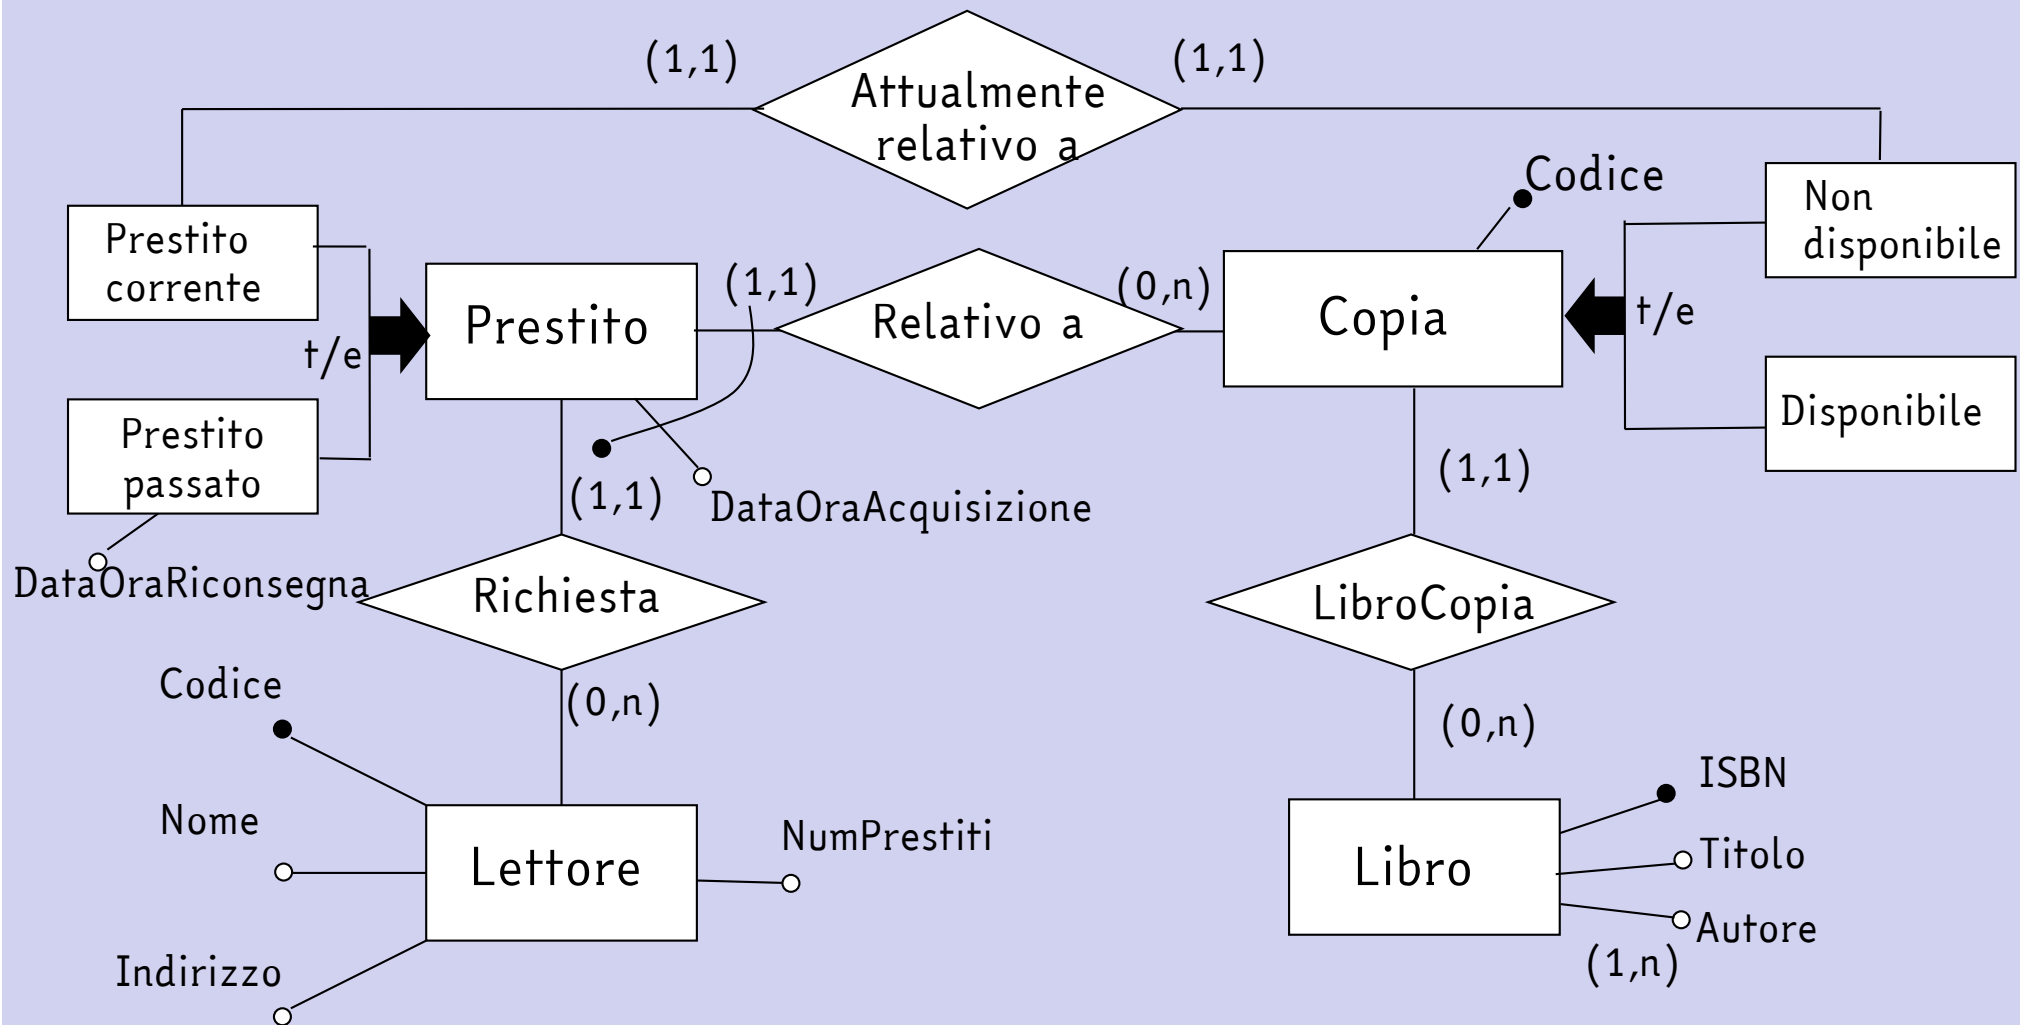 (1,1)
(1,1)
Attualmente
relativo a
Codice
Non
disponibile
Prestito
corrente
(1,1)
(0,n)
Prestito
Relativo a
Copia
t/e
t/e
Prestito
passato
Disponibile
(1,1)
DataOraAcquisizione
(1,1)
DataOraRiconsegna
Richiesta
LibroCopia
Codice
(0,n)
(0,n)
ISBN
Nome
NumPrestiti
Lettore
Libro
Titolo
Autore
(1,n)
Indirizzo